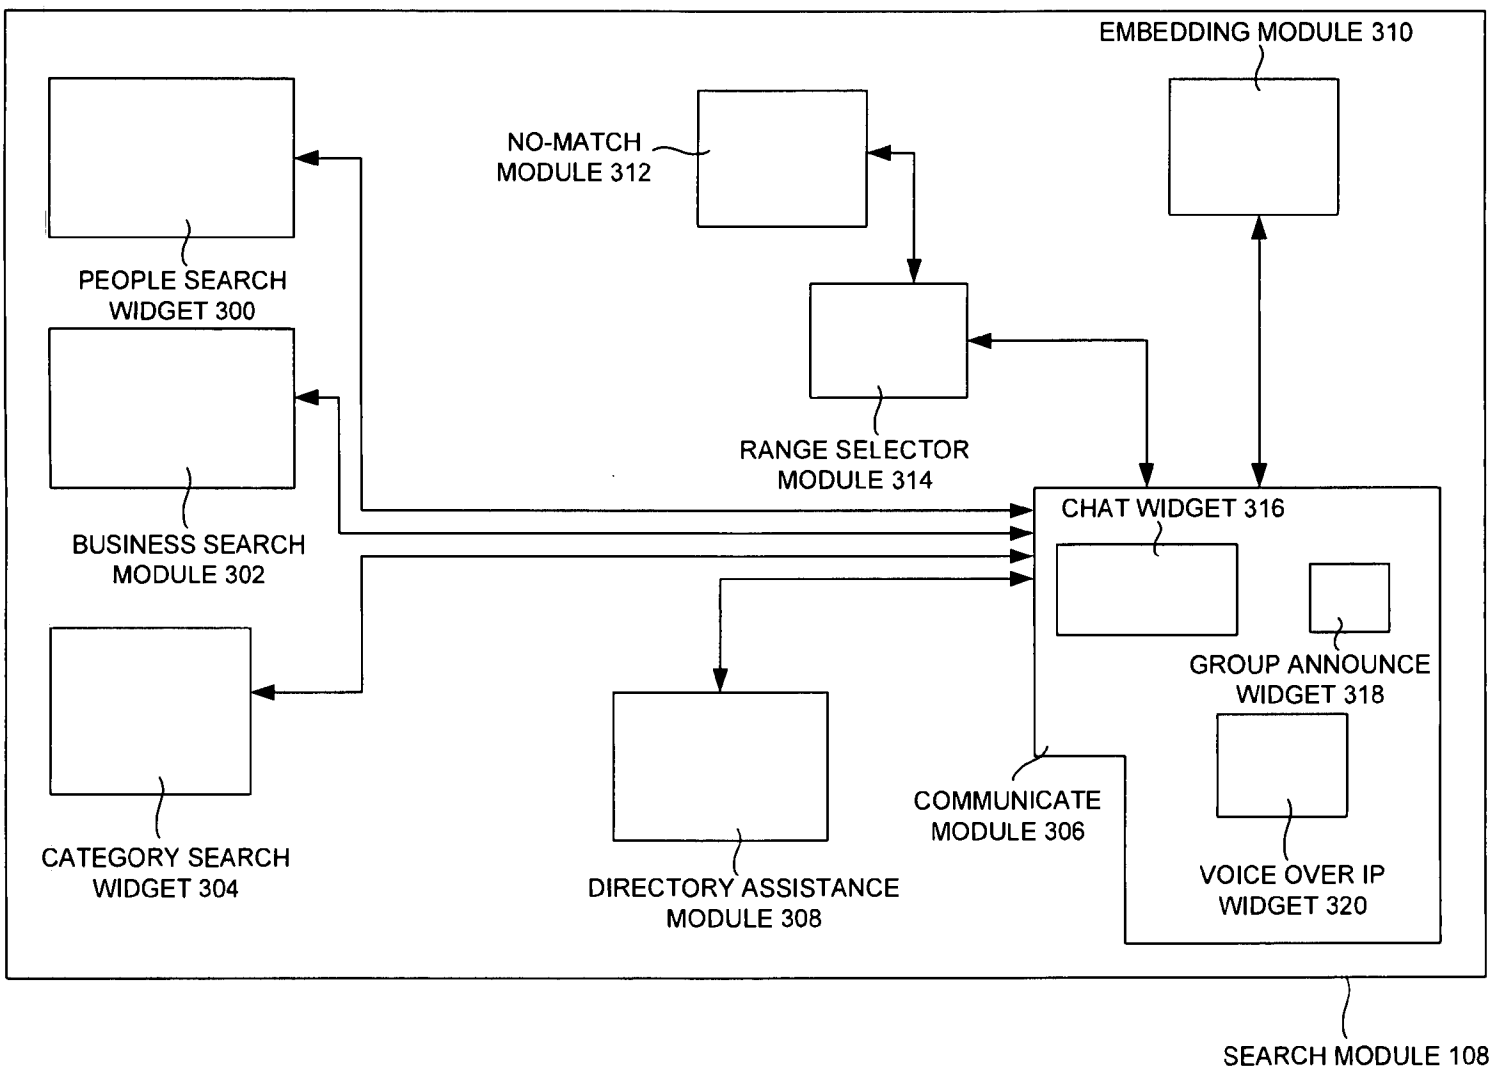 EMBEDDING MODULE 310
NO-MATCH
MODULE 312
PEOPLE SEARCH
WIDGET 300
RANGE SELECTOR
MODULE 314
CHAT WIDGET 316
BUSINESS SEARCH
MODULE 302
GROUP ANNOUNCE
WIDGET 318
COMMUNICATE
MODULE 306
CATEGORY SEARCH
WIDGET 304
DIRECTORY ASSISTANCE
MODULE 308
VOICE OVER IP
WIDGET 320
SEARCH MODULE 108